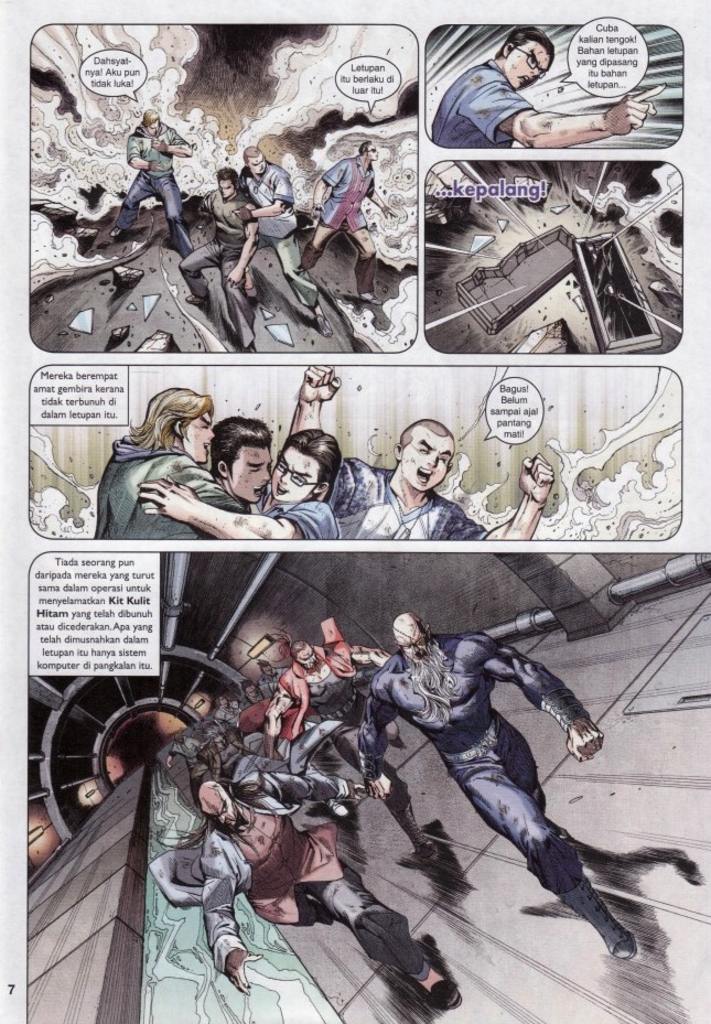 Dahsyat-
nya! Aku pun
tidak luka!
Letupan
itu berlaku di
luar itu!
Cuba
kalian tengok!
Bahan letupan
yang dipasang
itu bahan
letupan...
...kepalang!
Mereka berempat
amat gembira kerana
tidak terbunuh di
dalam letupan itu.
Bagus!
Belum
sampai ajal
pantang
mati!
Tiada seorang pun
daripada mereka yang turut
sama dalam operasi untuk
menyelamatkan Kit Kulit
Hitam yang telah dibunuh
atau dicederakan. Apa yang
telah dimusnahkan dalam
letupan itu hanya sistem
komputer di pangkalan itu.
7